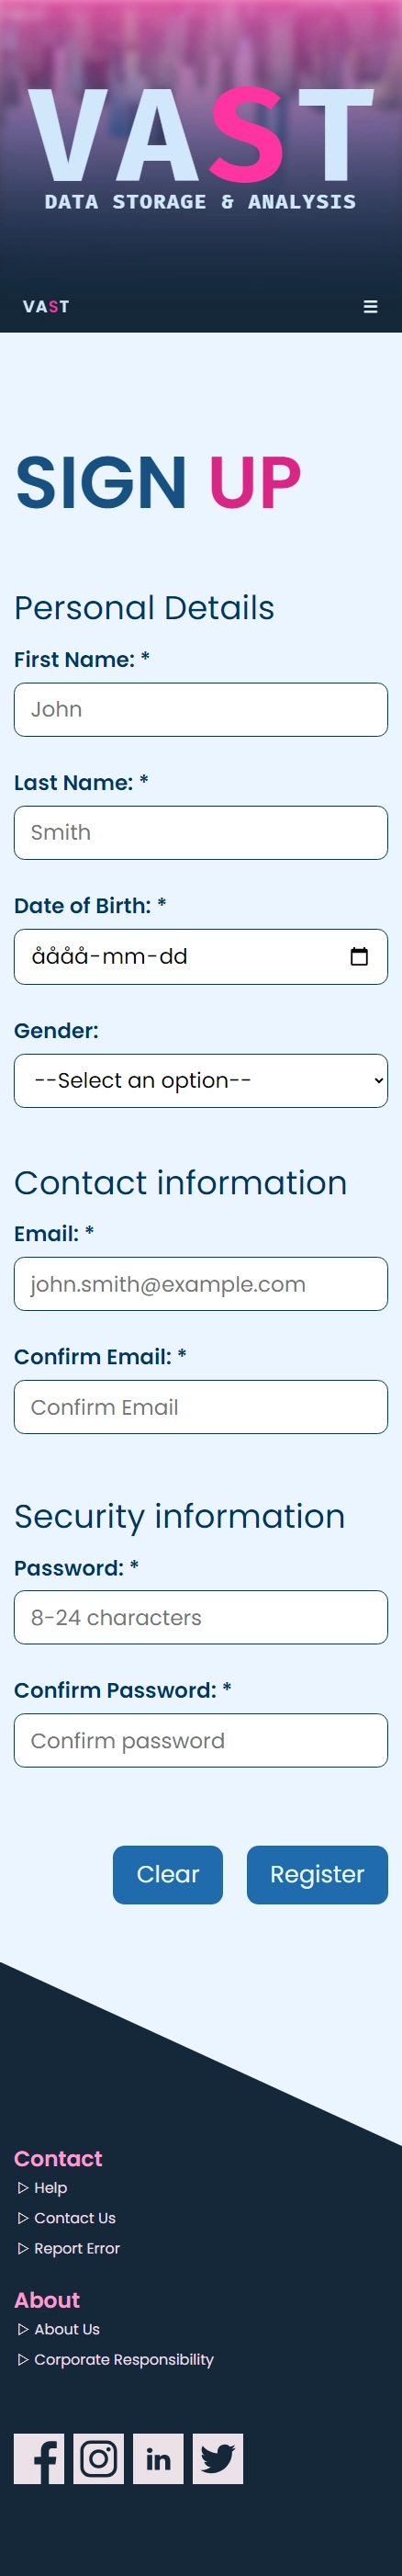 VAST
DATA STORAGE & ANALYSIS
VAST
SIGN UP
Personal Details
First Name: *
John
Last Name: *
Smith
Date of Birth: *
åååå-mm-dd
Gender:
--Select an option--
Contact information
Email: *
john.smith@example.com
Confirm Email: *
Confirm Email
Security information
Password: *
8-24 characters
Confirm Password: *
Confirm password
Clear Register
Contact
Help
Contact Us
Report Error
About
About Us
Corporate Responsibility
f in